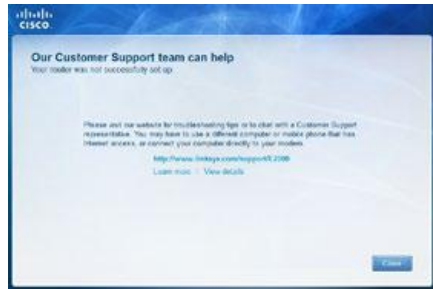 CISCO
Our Customer Support team can help
Your router was not successfully set up
Please visit our website for troubleshooting tips or to chat with a Customer Support
representative. You may have to use a different computer or mobile phone that has
Internet access, or connect your computer directly to your modem.
Learn more | View details
Close